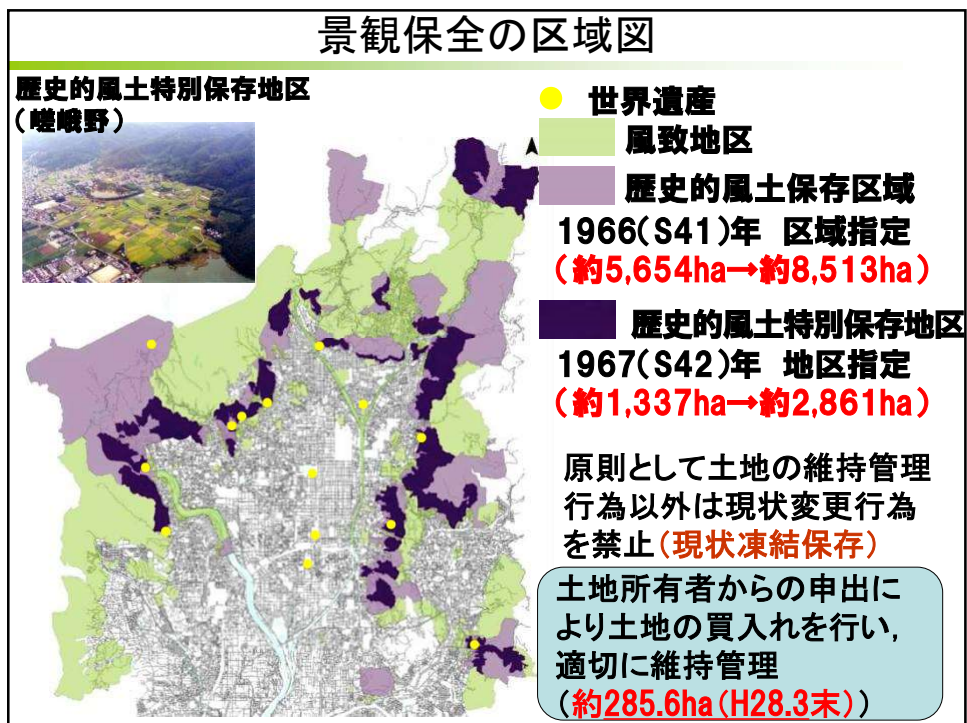 景観保全の区域図
歴史的風土特別保存地区
（嵯峨野）
世界遺産
風致地区
歴史的風土保存区域
1966(S41)年　区域指定
（約5,654ha→約8,513ha）
歴史的風土特別保存地区
1967(S42)年　地区指定
（約1,337ha→約2,861ha）
原則として土地の維持管理
行為以外は現状変更行為
を禁止（現状凍結保存）
土地所有者からの申出に
より土地の買入れを行い，
適切に維持管理
（約285.6ha（H28.3末））